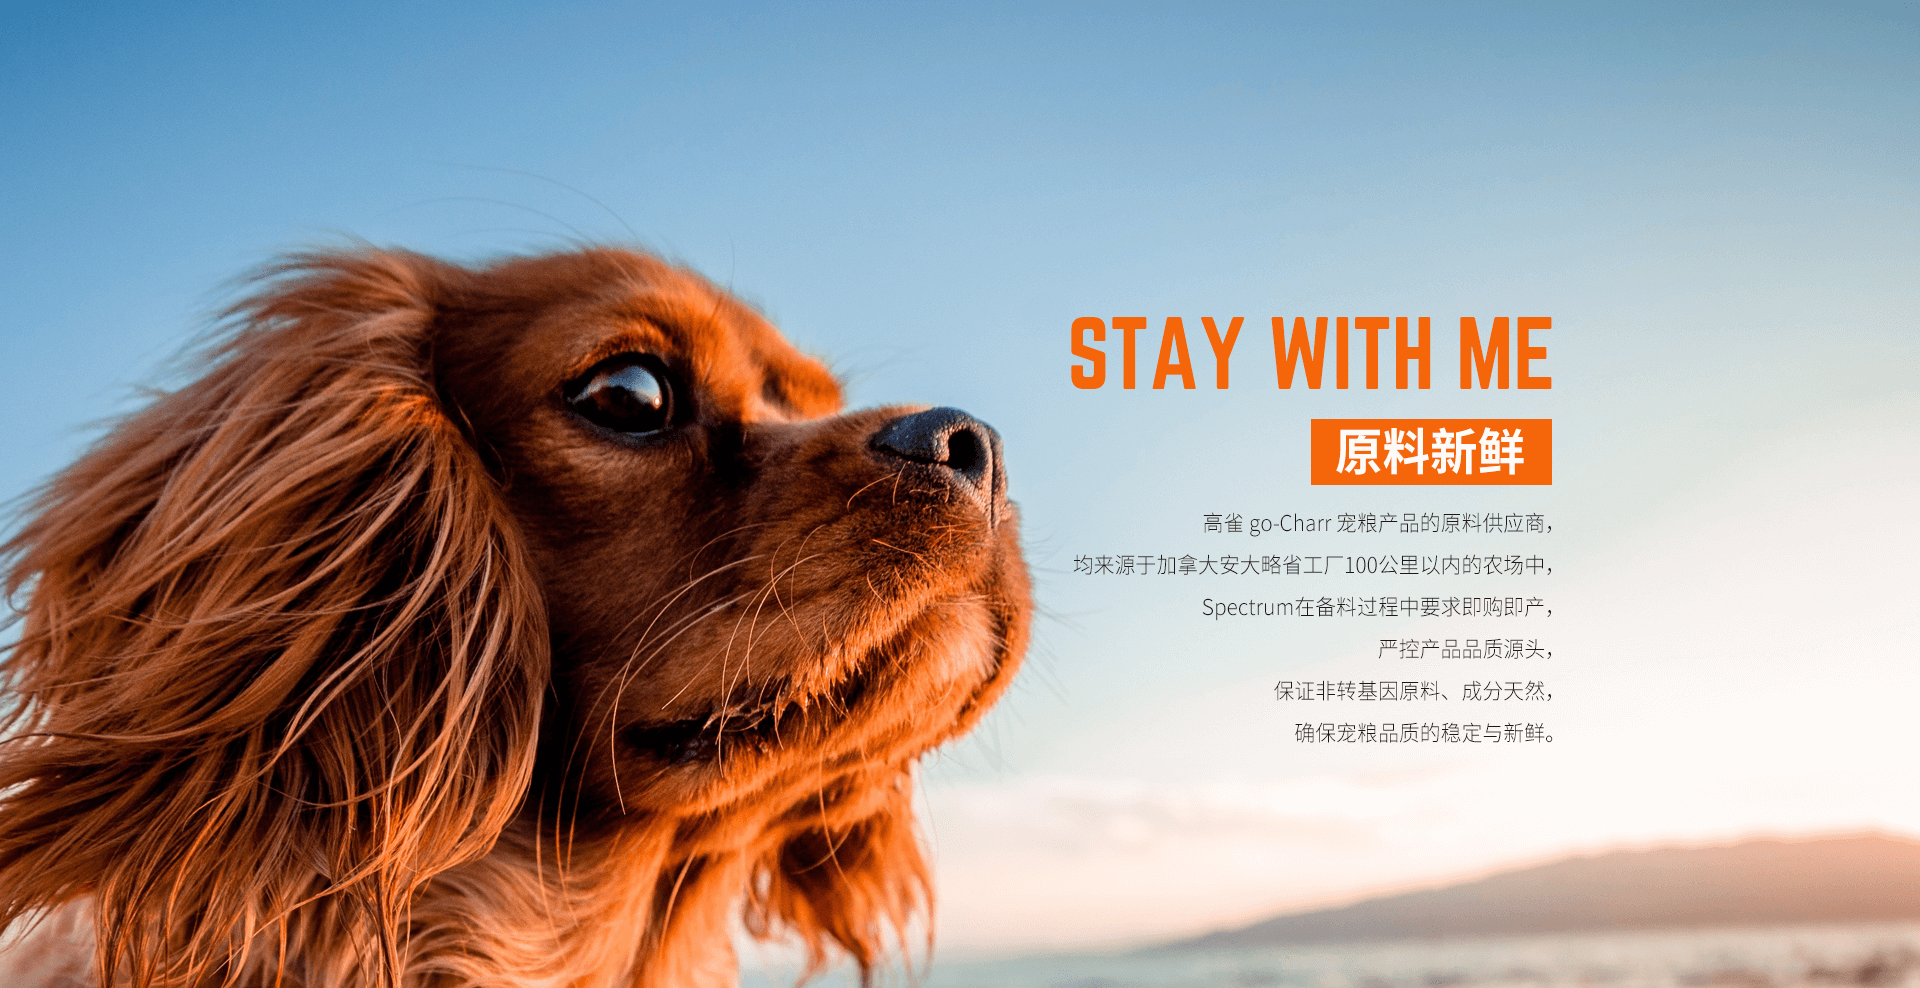 STAY WITH ME
原料新鲜
高雀 go-Charr 宠粮产品的原料供应商，
均来源于加拿大安大略省工厂100公里以内的农场中，
Spectrum在备料过程中要求即购即产，
严控产品品质源头，
保证非转基因原料、成分天然，
确保宠粮品质的稳定与新鲜。